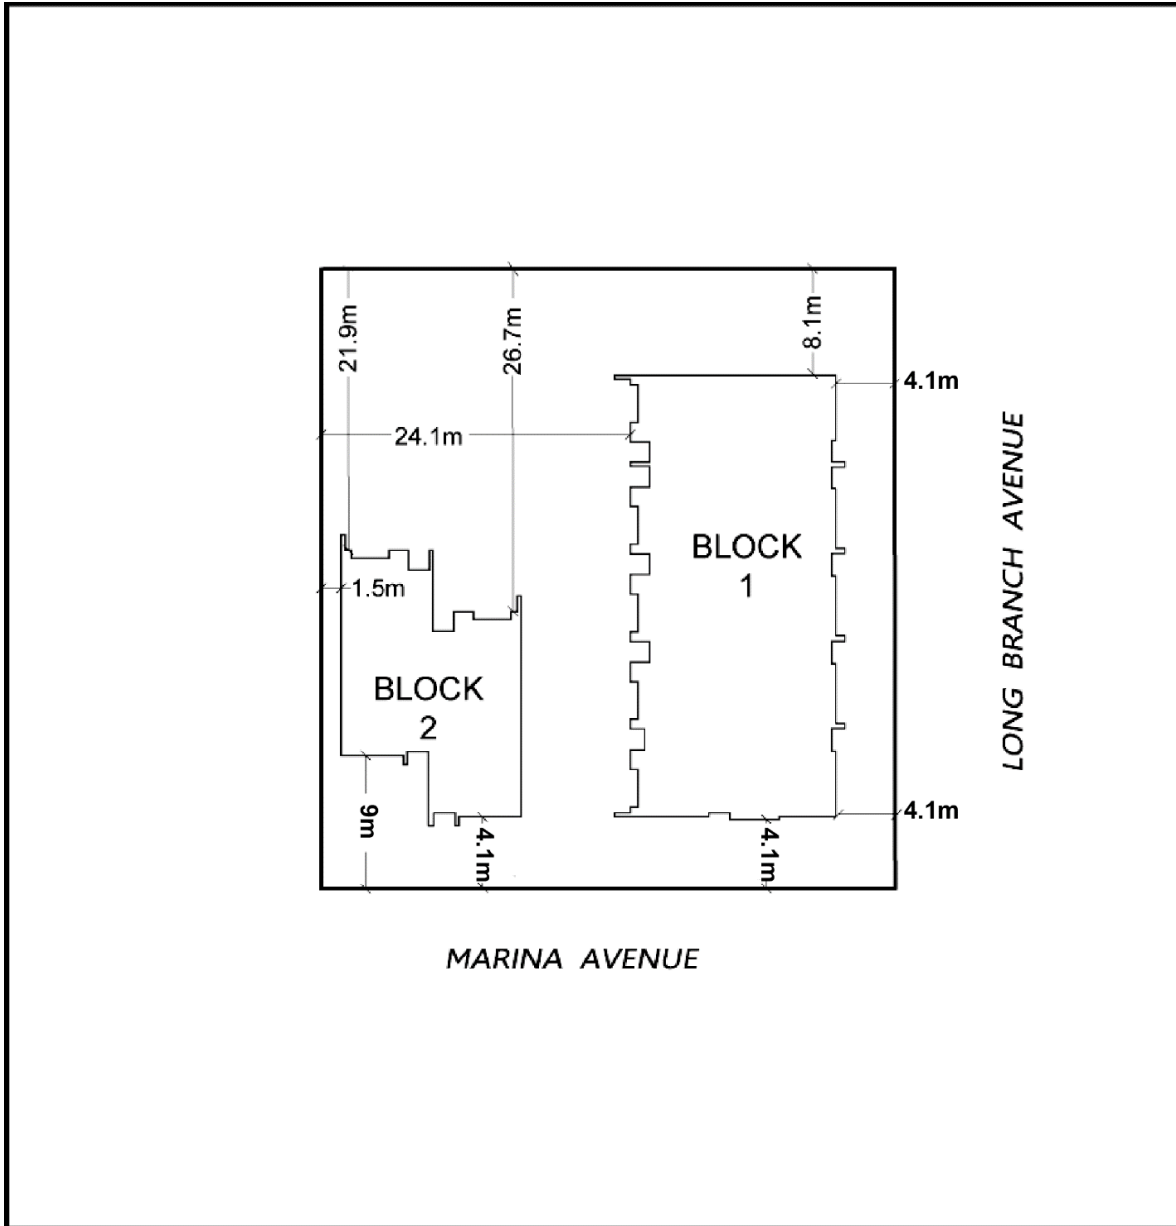 21.9m
26.7m
8.1m
4.1m
24.1m
LONG BRANCH AVENUE
BLOCK
1
1.5m
BLOCK
2
9m
4.1m
4.1m
4.1m
MARINA AVENUE